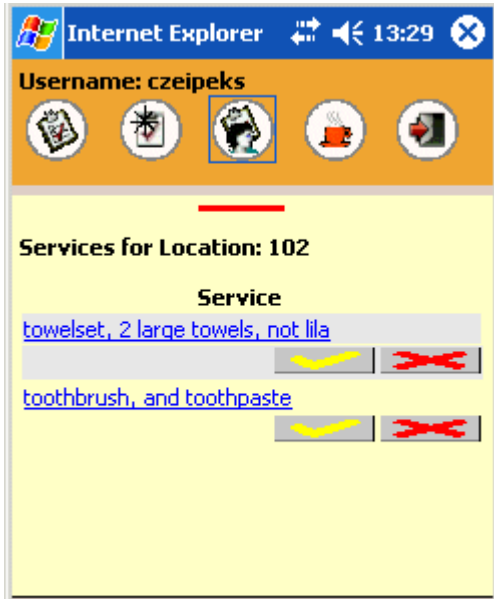 Internet Explorer 13:29
Username: czeipeks
Services for Location: 102
Service
towelset, 2 large towels, not lila
toothbrush, and toothpaste